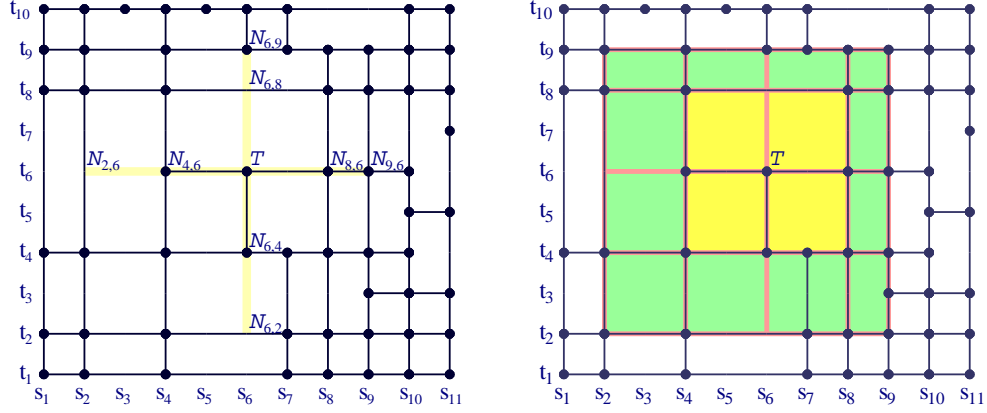 t10
t9
N6,9
t8
N6,8
t7
t6
N2,6 N4,6 T N8,6 N9,6
t5
t4
N6,4
t3
t2
N6,2
t1
s1 s2 s3 s4 s5 s6 s7 s8 s9 s10 s11
t10
t9
t8
t7
t6
T
t5
t4
t3
t2
t1
s1 s2 s3 s4 s5 s6 s7 s8 s9 s10 s11